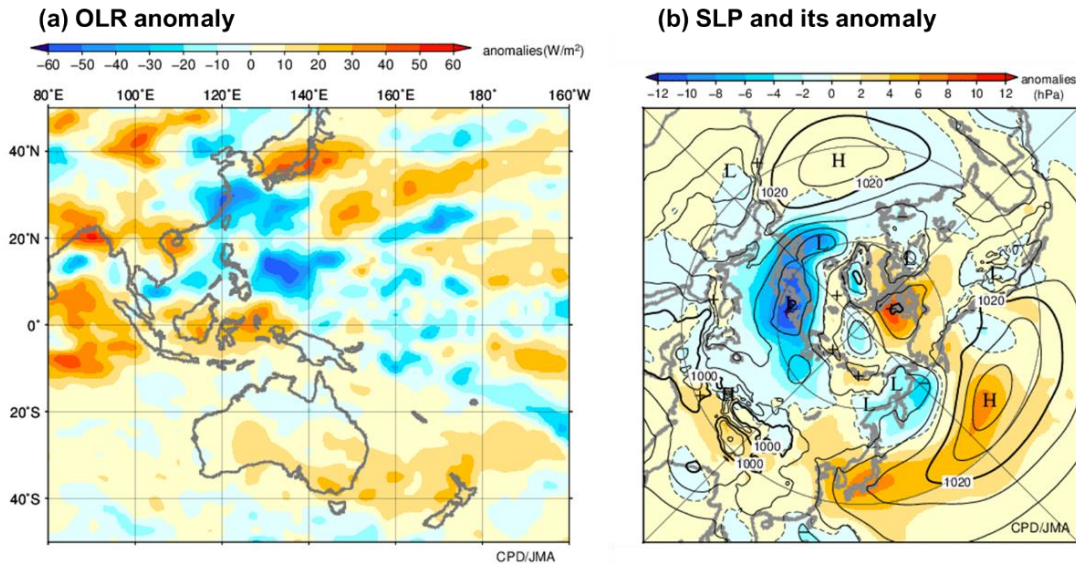 (a) OLR anomaly
(b) SLP and its anomaly
anomalies(W/m²)
−60 −50 −40 −30 −20 −10 0 10 20 30 40 50 60
80°E 100°E 120°E 140°E 160°E 180° 160°W
40°N
20°N
0°
20°S
40°S
CPD/JMA
anomalies
(hPa)
−12 −10 −8 −6 −4 −2 0 2 4 6 8 10 12
H
L
1020
1020
L
L
L
1020
1000
L
L
H
H
1000
1000
1020
CPD/JMA